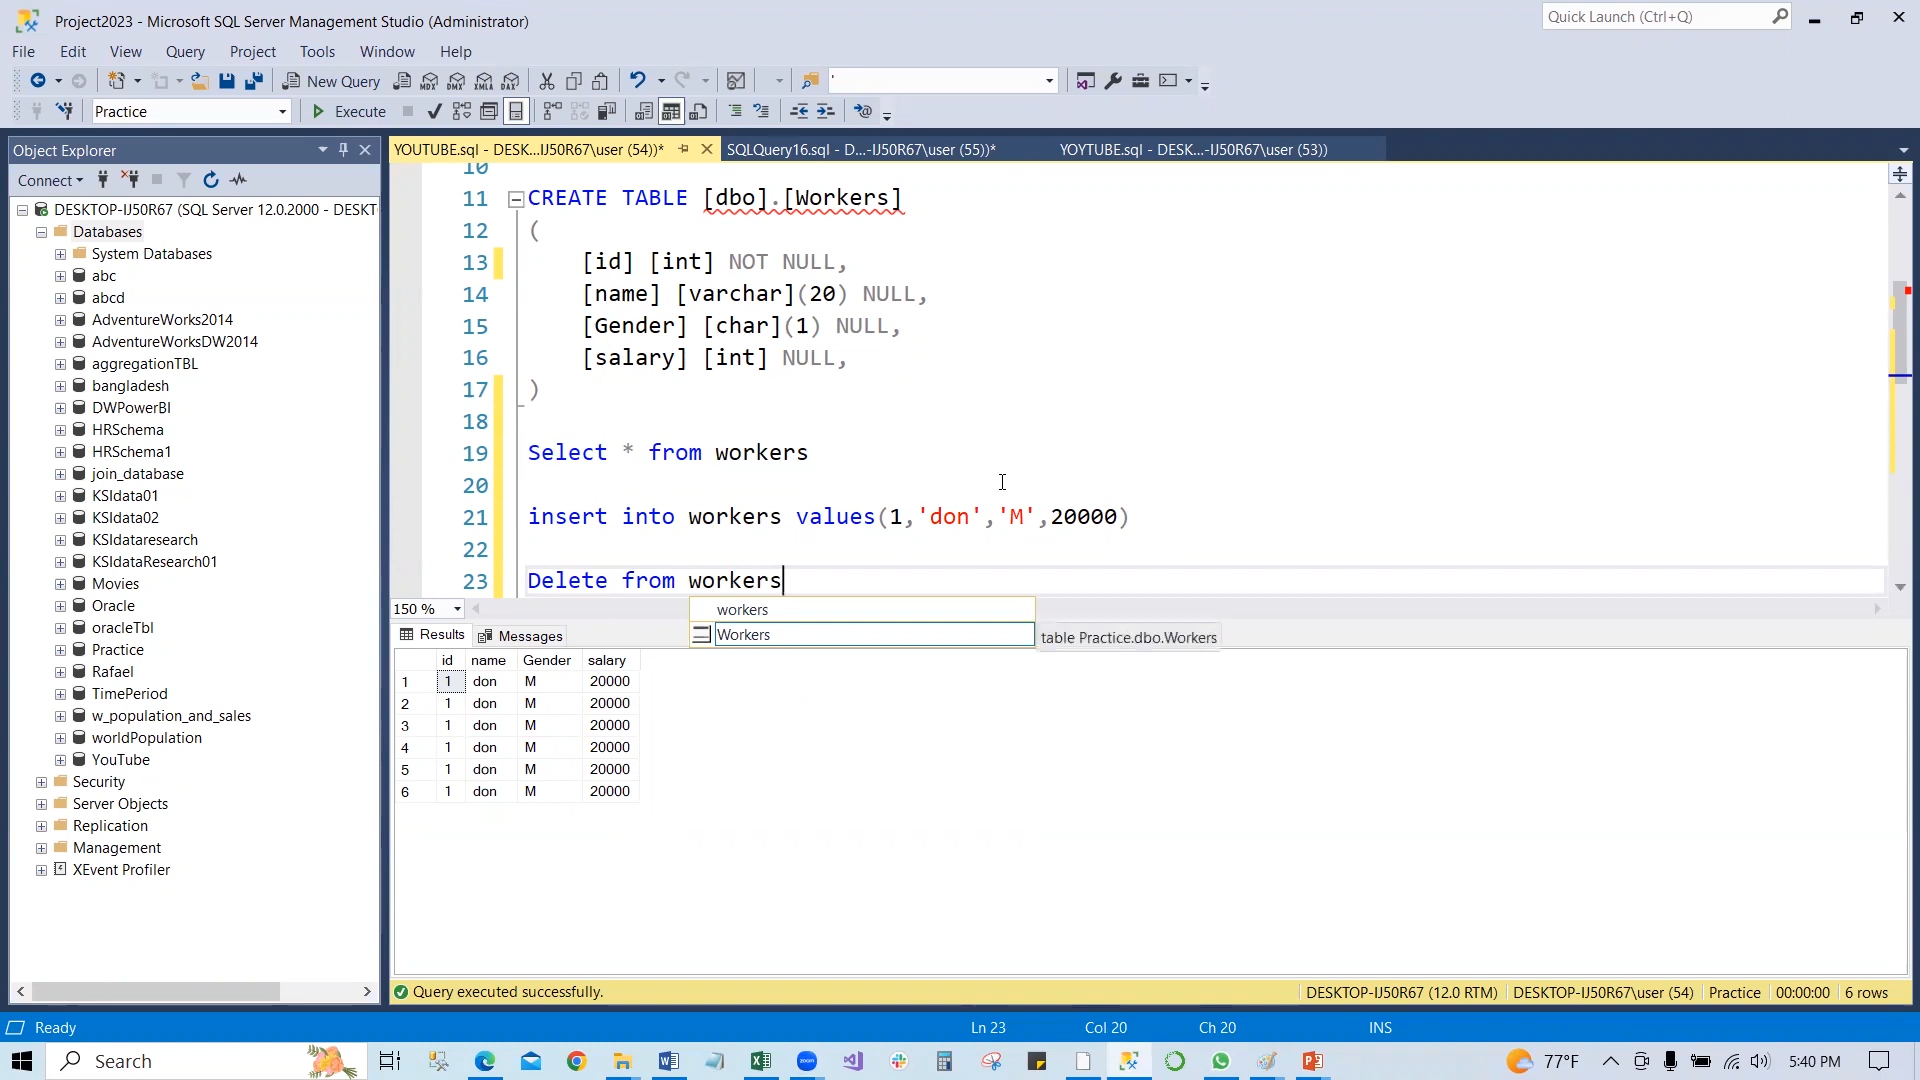 Project2023 - Microsoft SQL Server Management Studio (Administrator)
Quick Launch (Ctrl+Q)
File Edit View Query Project Tools Window Help
New Query MDX DMX XMLA DAX '
Practice Execute
Object Explorer
YOUTUBE.sql - DESK...IJ50R67\user (54))*
SQLQuery16.sql - D...-IJ50R67\user (55))*
YOYTUBE.sql - DESK...-IJ50R67\user (53))
Connect
DESKTOP-IJ50R67 (SQL Server 12.0.2000 - DESKT
Databases
System Databases
abc
abcd
AdventureWorks2014
AdventureWorksDW2014
aggregationTBL
bangladesh
DWPowerBI
HRSchema
HRSchema1
join_database
KSIdata01
KSIdata02
KSIdataresearch
KSIdataResearch01
Movies
Oracle
oracleTbl
Practice
Rafael
TimePeriod
w_population_and_sales
worldPopulation
YouTube
Security
Server Objects
Replication
Management
XEvent Profiler
10
11 CREATE TABLE [dbo].[Workers]
12 (
13 [id] [int] NOT NULL,
14 [name] [varchar](20) NULL,
15 [Gender] [char](1) NULL,
16 [salary] [int] NULL,
17 )
18
19 Select * from workers
20
21 insert into workers values(1,'don','M',20000)
22
23 Delete from workers
150 %
workers
Workers
table Practice.dbo.Workers
Results Messages
id name Gender salary
1 1 don M 20000
2 1 don M 20000
3 1 don M 20000
4 1 don M 20000
5 1 don M 20000
6 1 don M 20000
Query executed successfully.
DESKTOP-IJ50R67 (12.0 RTM) DESKTOP-IJ50R67\user (54) Practice 00:00:00 6 rows
Ready Ln 23 Col 20 Ch 20 INS
Search
zoom
77°F
5:40 PM